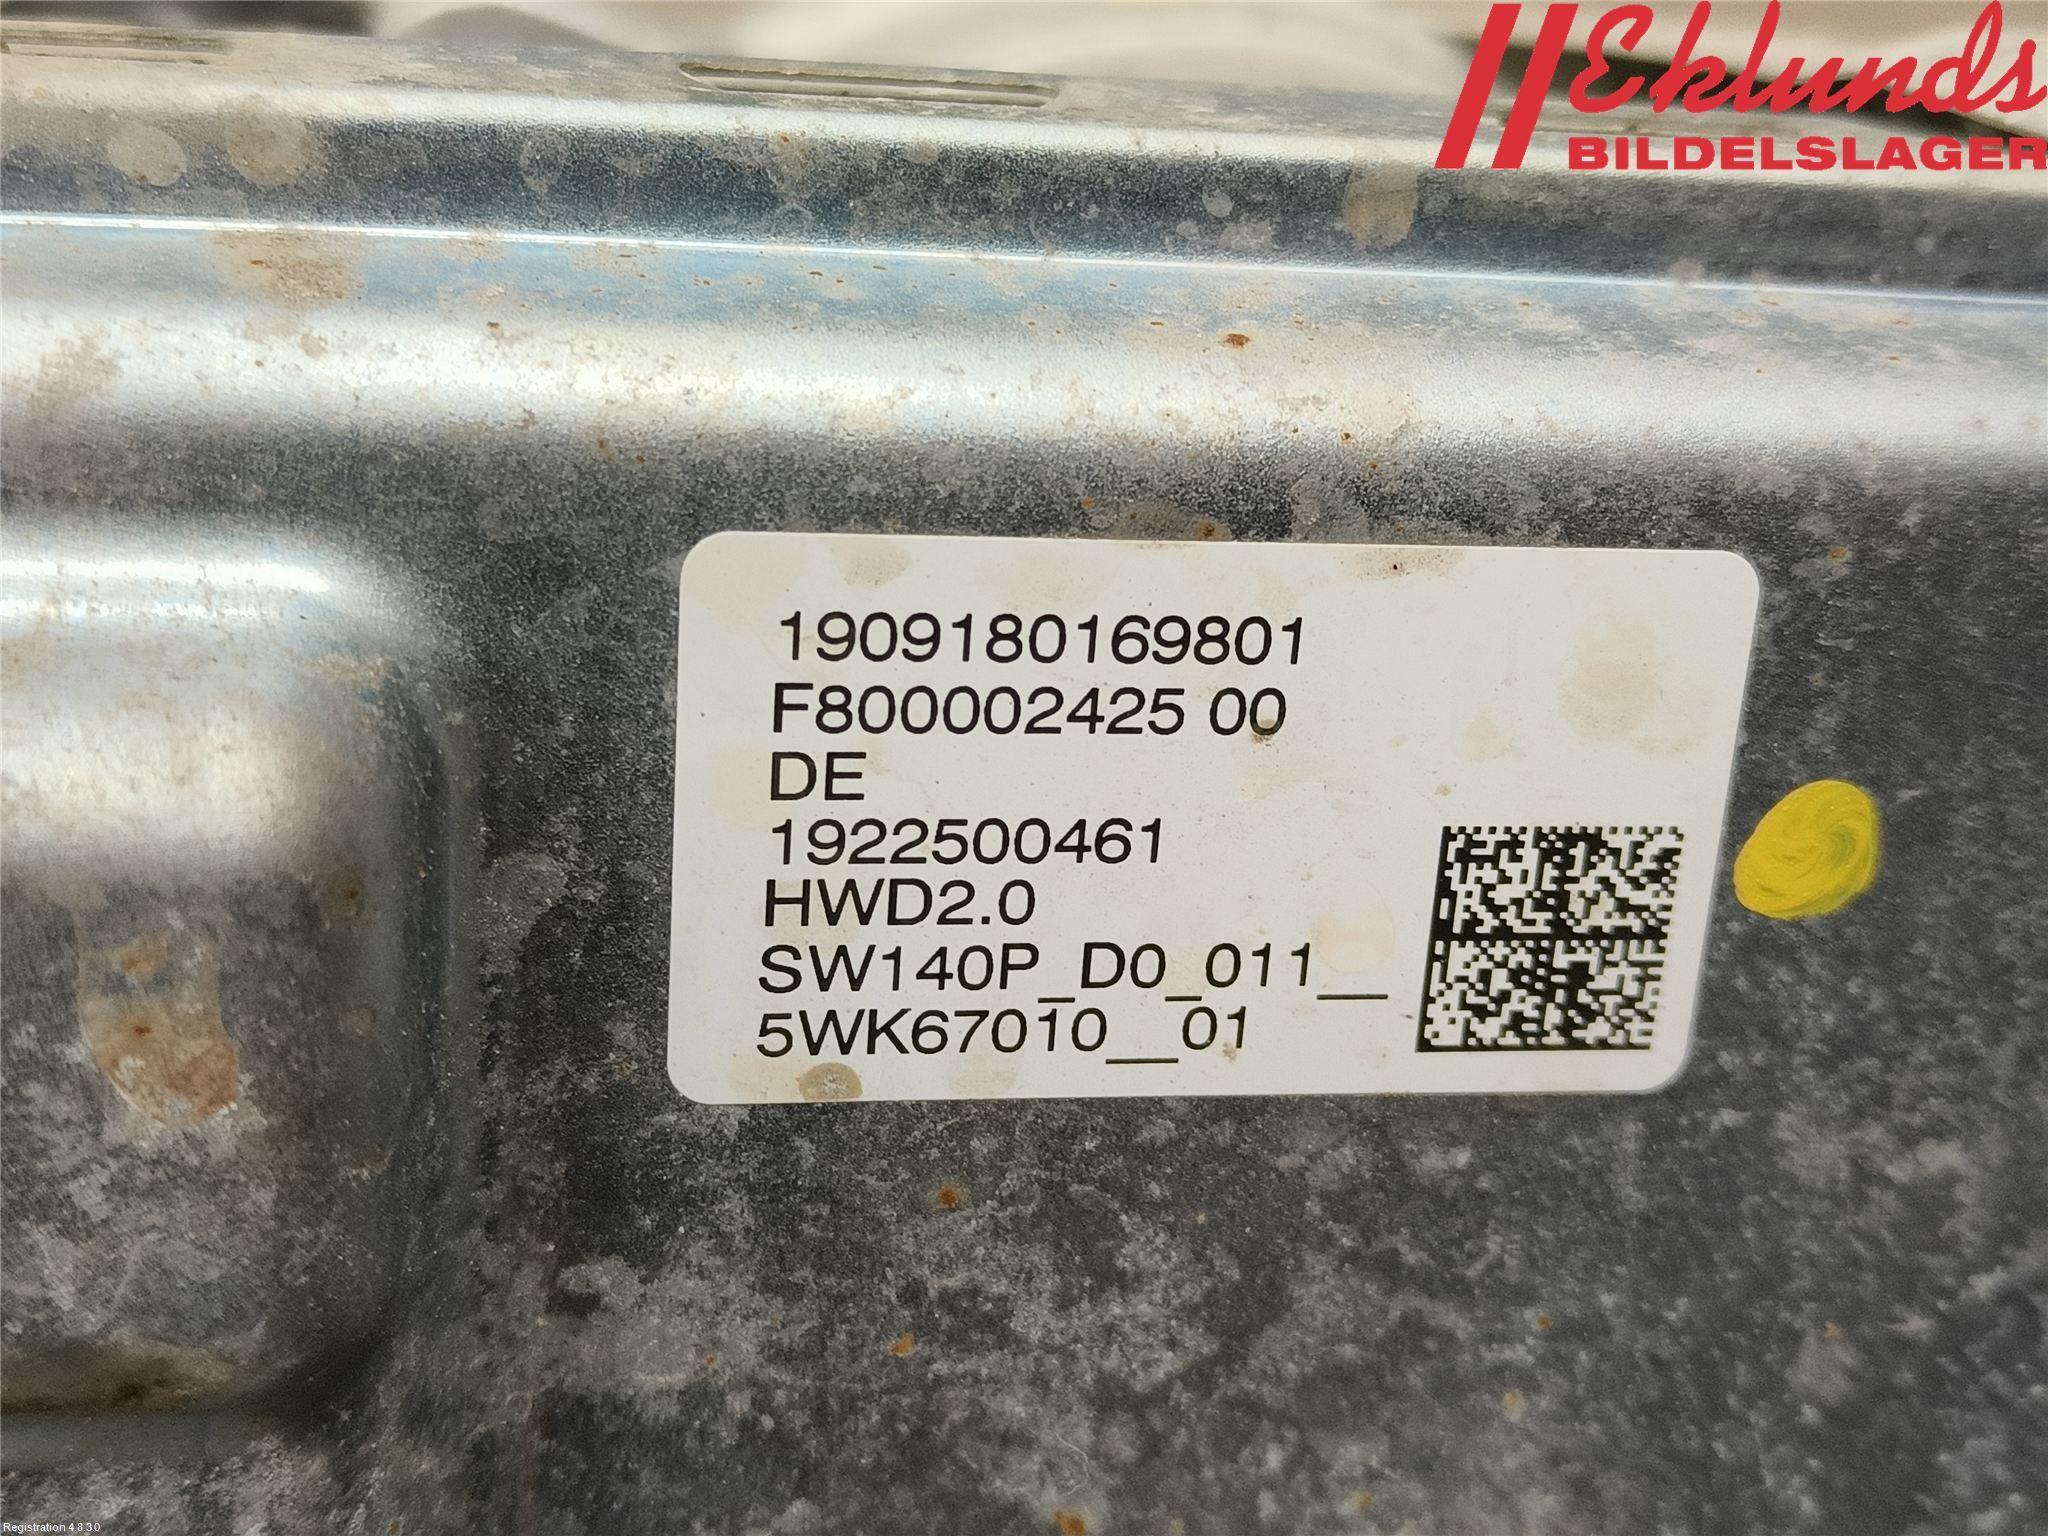 Eklunds
BILDELSLAGER
1909180169801
F800002425 00
DE
1922500461
HWD2.0
SW140P_D0_011__
5WK67010__01
Registration 4.8.3.0